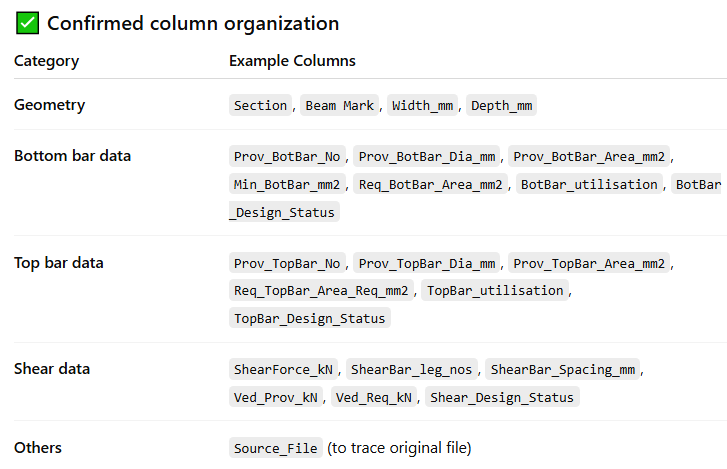 ✅ Confirmed column organization
Category Example Columns
Geometry Section, Beam Mark, Width_mm, Depth_mm
Bottom bar data Prov_BotBar_No, Prov_BotBar_Dia_mm, Prov_BotBar_Area_mm2,
Min_BotBar_mm2, Req_BotBar_Area_mm2, BotBar_utilisation, BotBar
_Design_Status
Top bar data Prov_TopBar_No, Prov_TopBar_Dia_mm, Prov_TopBar_Area_mm2,
Req_TopBar_Area_Req_mm2, TopBar_utilisation,
TopBar_Design_Status
Shear data ShearForce_kN, ShearBar_leg_nos, ShearBar_Spacing_mm,
Ved_Prov_kN, Ved_Req_kN, Shear_Design_Status
Others Source_File (to trace original file)